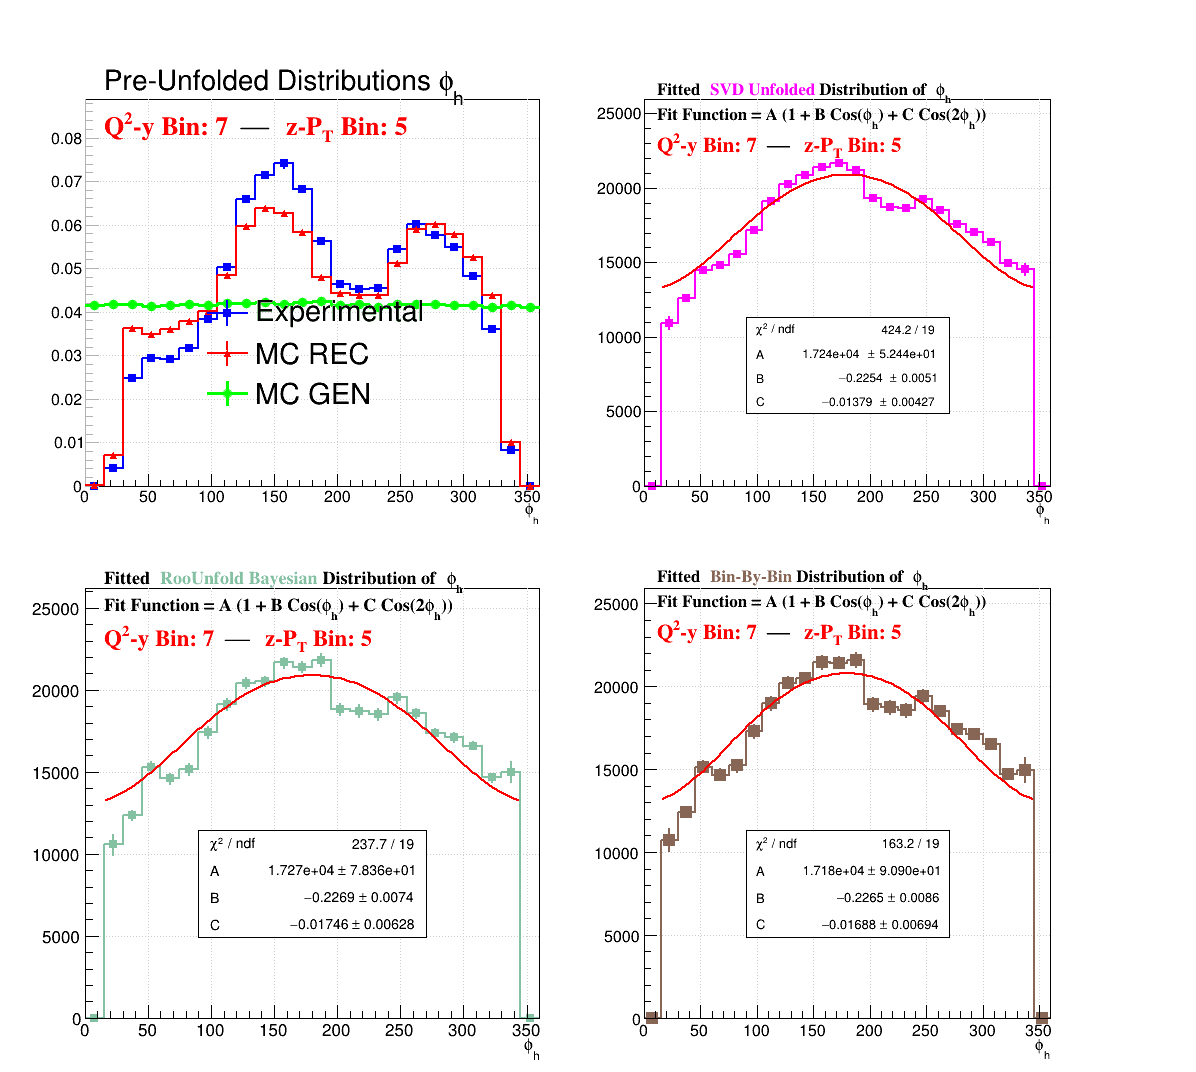 Pre-Unfolded Distributions ϕh
Q2-y Bin: 7 — z-PT Bin: 5
0.08
0.07
0.06
0.05
0.04
0.03
0.02
0.01
0
Experimental
MC REC
MC GEN
0 50 100 150 200 250 300 350
ϕh
Fitted SVD Unfolded Distribution of ϕh
Fit Function = A (1 + B Cos(ϕh) + C Cos(2ϕh))
Q2-y Bin: 7 — z-PT Bin: 5
25000
20000
15000
10000
5000
0
χ2 / ndf 424.2 / 19
A 1.724e+04 ± 5.244e+01
B −0.2254 ± 0.0051
C −0.01379 ± 0.00427
0 50 100 150 200 250 300 350
ϕh
Fitted RooUnfold Bayesian Distribution of ϕh
Fit Function = A (1 + B Cos(ϕh) + C Cos(2ϕh))
Q2-y Bin: 7 — z-PT Bin: 5
25000
20000
15000
10000
5000
0
χ2 / ndf 237.7 / 19
A 1.727e+04 ± 7.836e+01
B −0.2269 ± 0.0074
C −0.01746 ± 0.00628
0 50 100 150 200 250 300 350
ϕh
Fitted Bin-By-Bin Distribution of ϕh
Fit Function = A (1 + B Cos(ϕh) + C Cos(2ϕh))
Q2-y Bin: 7 — z-PT Bin: 5
25000
20000
15000
10000
5000
0
χ2 / ndf 163.2 / 19
A 1.718e+04 ± 9.090e+01
B −0.2265 ± 0.0086
C −0.01688 ± 0.00694
0 50 100 150 200 250 300 350
ϕh